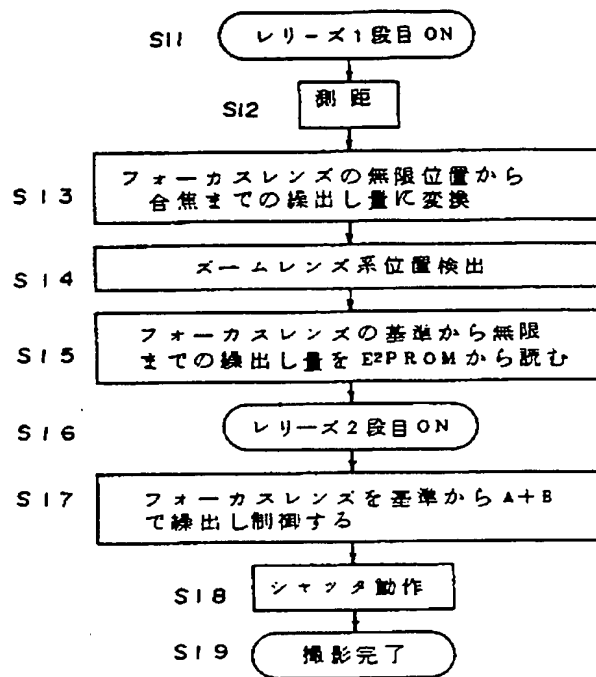 S11 レリーズ1段目ON
S12 測距
S13 フォーカスレンズの無限位置から
合焦までの繰出し量に変換
S14 ズームレンズ系位置検出
S15 フォーカスレンズの基準から無限
までの繰出し量をE²PROMから読む
S16 レリーズ2段目ON
S17 フォーカスレンズを基準からA+B
で繰出し制御する
S18 シャッタ動作
S19 撮影完了